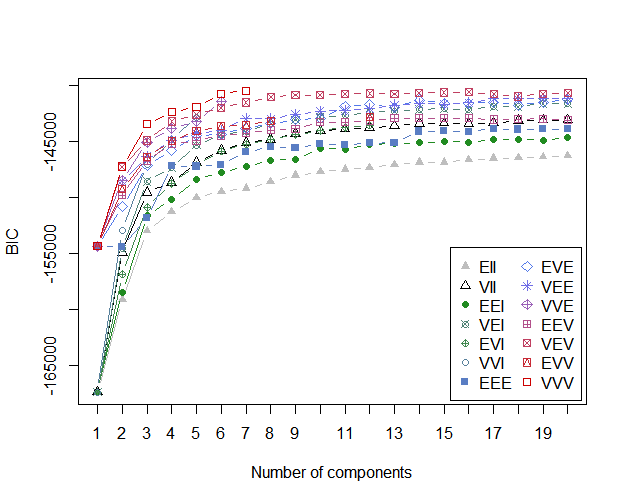 BIC
-145000
-155000
-165000
1 2 3 4 5 6 7 8 9 11 13 15 17 19
Number of components
EII EVE
VII VEE
EEI VVE
VEI EEV
EVI VEV
VVI EVV
EEE VVV